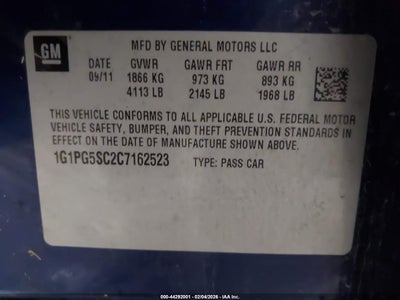 GM
MFD BY GENERAL MOTORS LLC
DATE GVWR GAWR FRT GAWR RR
09/11 1866 KG 973 KG 893 KG
4113 LB 2145 LB 1968 LB
THIS VEHICLE CONFORMS TO ALL APPLICABLE U.S. FEDERAL MOTOR
VEHICLE SAFETY, BUMPER, AND THEFT PREVENTION STANDARDS IN
EFFECT ON THE DATE OF MANUFACTURE SHOWN ABOVE.
1G1PG5SC2C7162523 TYPE: PASS CAR
000-44292001 - 02/04/2026 - IAAI.COM